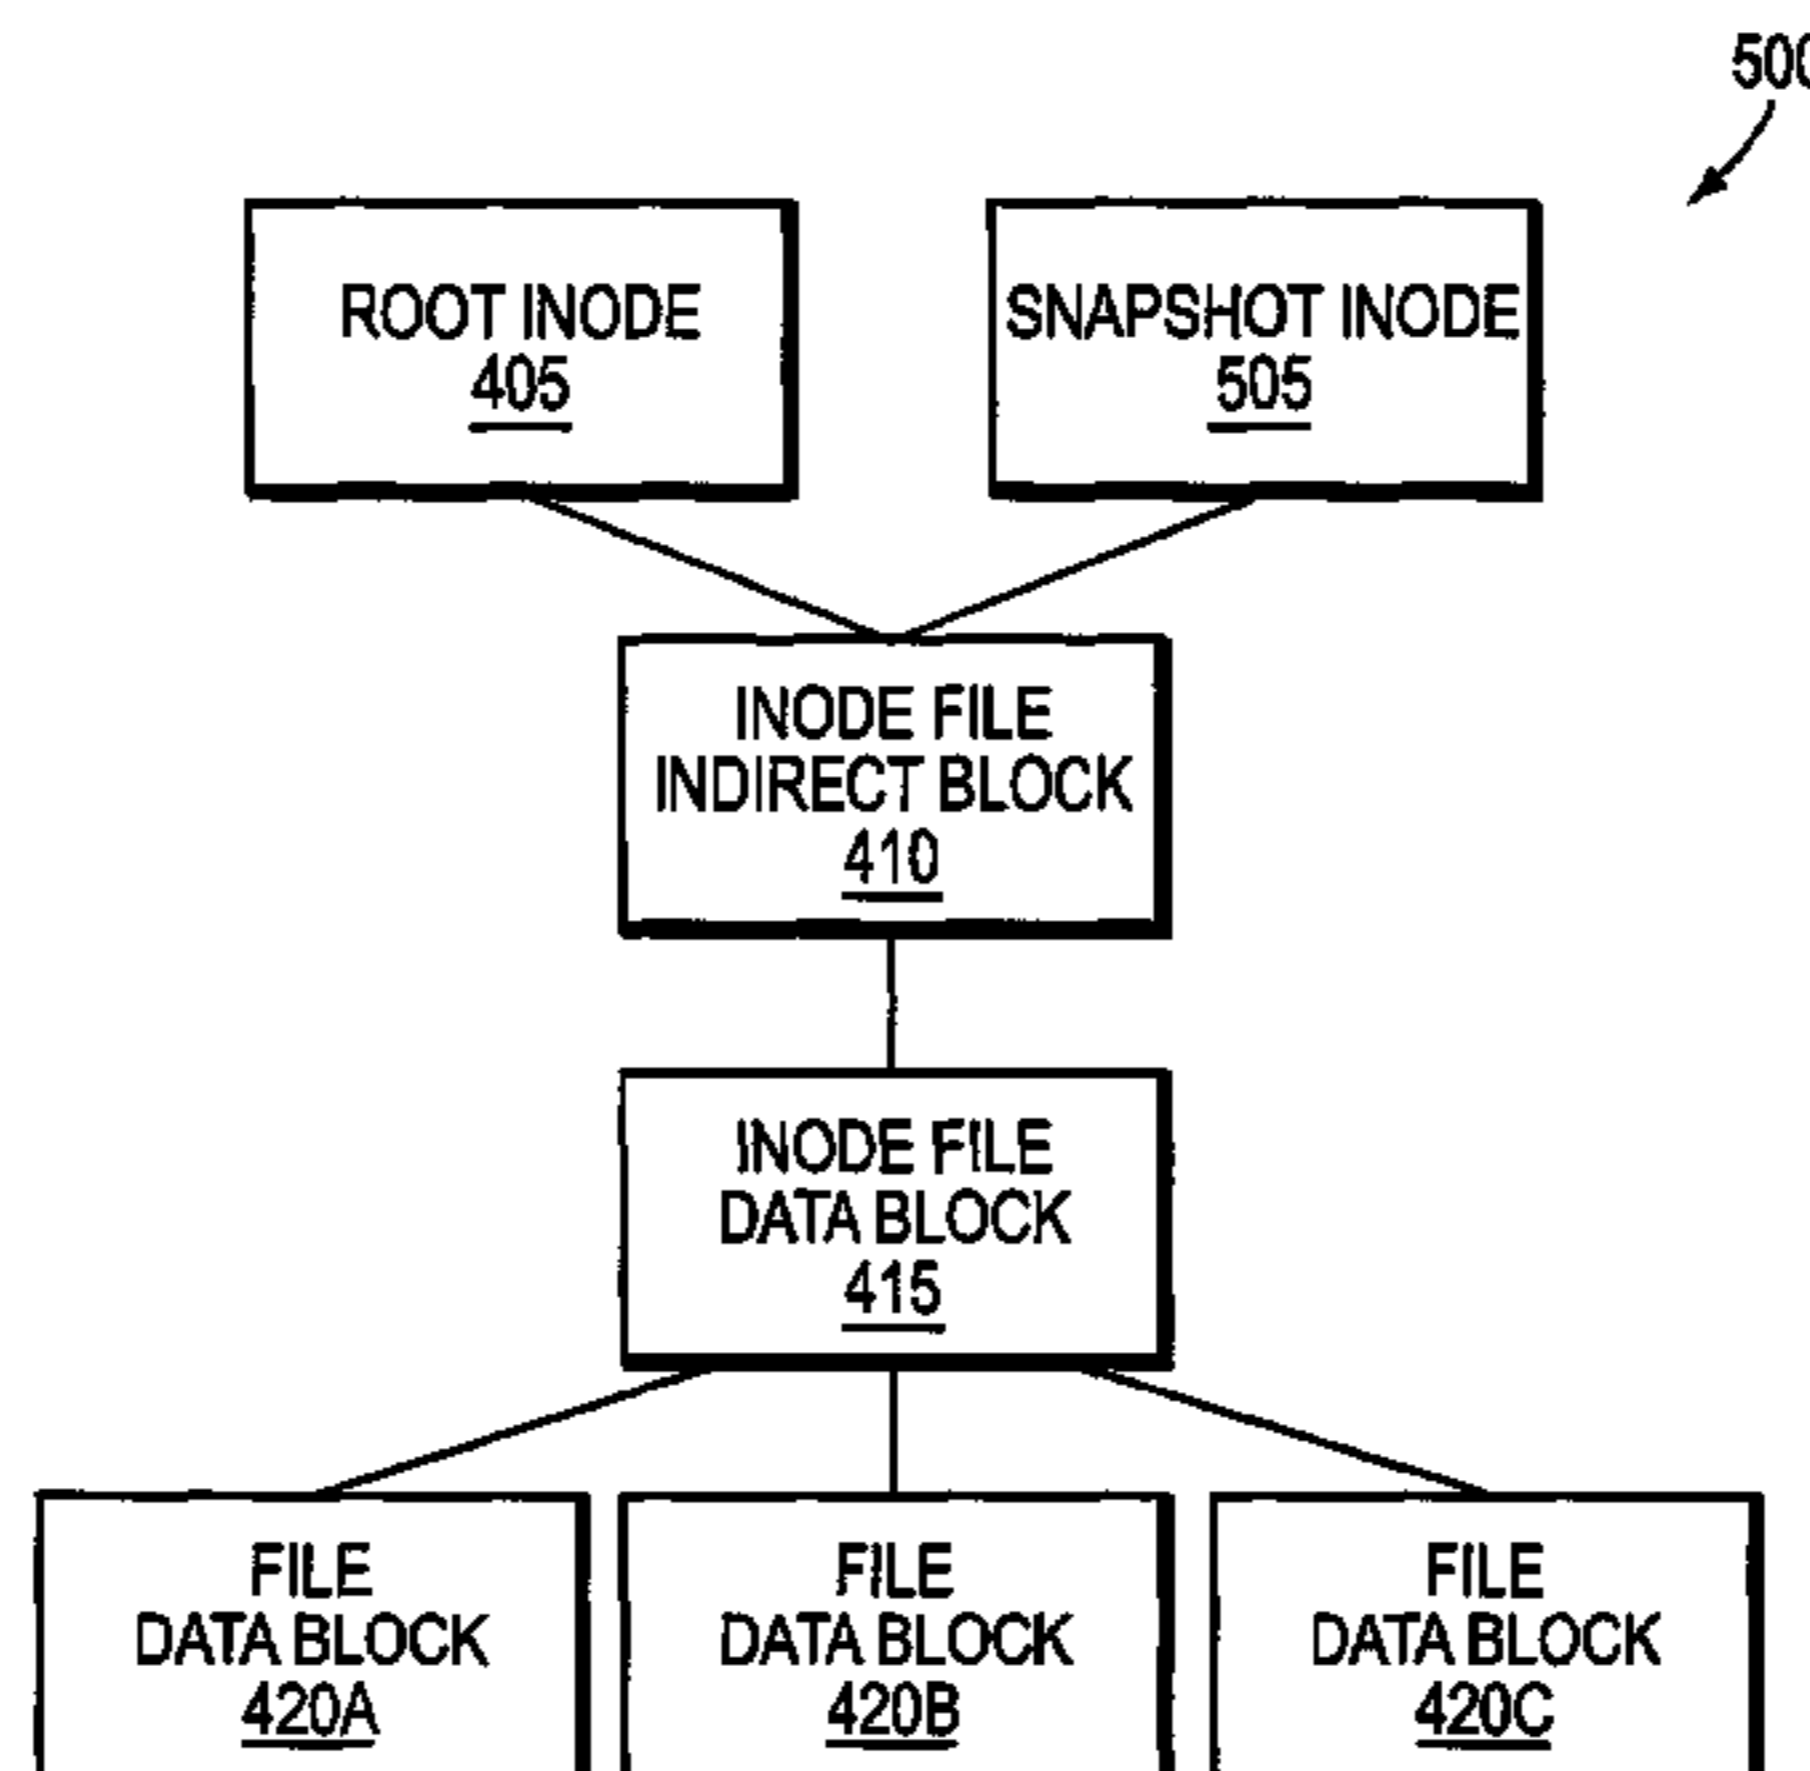 500
ROOT INODE
405
SNAPSHOT INODE
505
INODE FILE
INDIRECT BLOCK
410
INODE FILE
DATA BLOCK
415
FILE
DATA BLOCK
420A
FILE
DATA BLOCK
420B
FILE
DATA BLOCK
420C